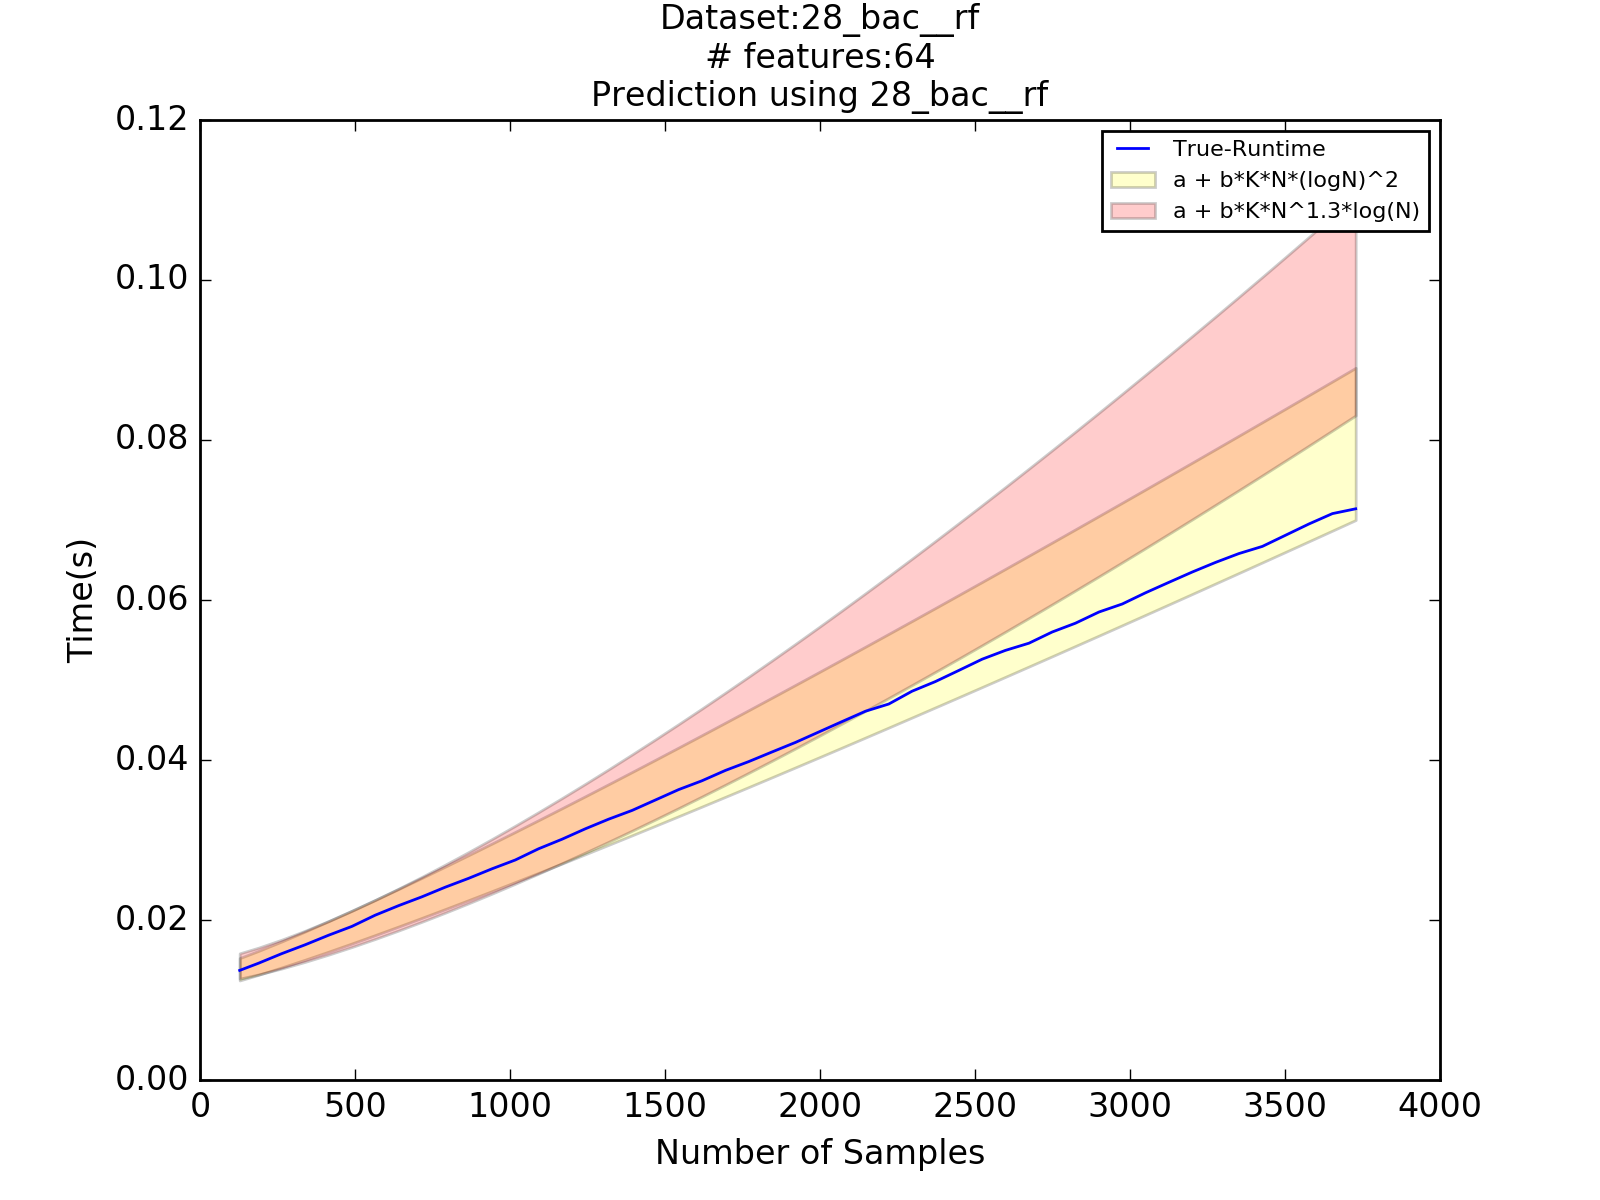 Dataset:28_bac__rf
# features:64
Prediction using 28_bac__rf
0.12
0.10
0.08
0.06
0.04
0.02
0.00
Time(s)
True-Runtime
a + b*K*N*(logN)^2
a + b*K*N^1.3*log(N)
0 500 1000 1500 2000 2500 3000 3500 4000
Number of Samples